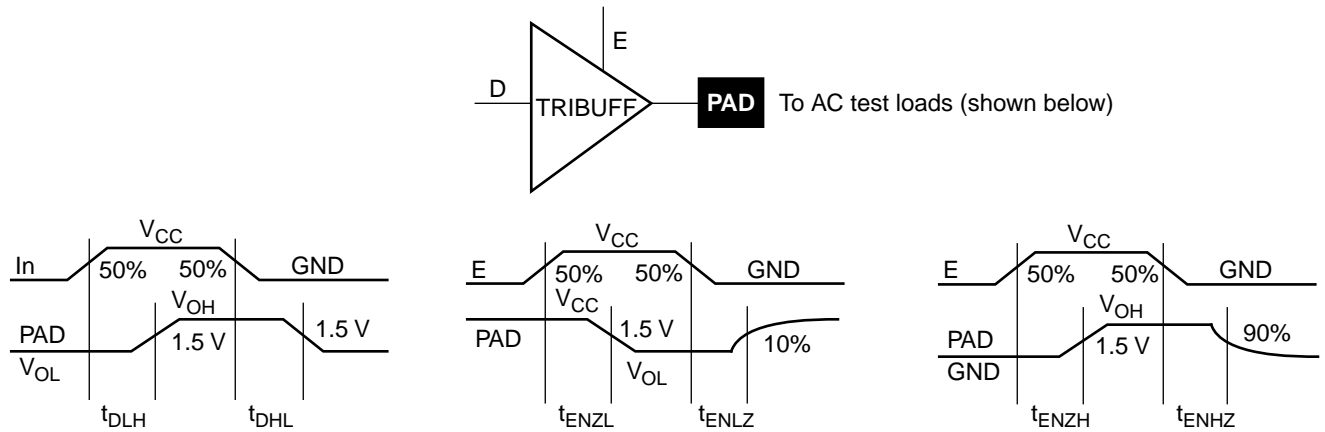 E
D
TRIBUFF
PAD
To AC test loads (shown below)
In
VCC
50%
50%
GND
PAD
VOL
VOH
1.5 V
1.5 V
tDLH
tDHL
E
VCC
50%
50%
GND
PAD
VCC
1.5 V
VOL
10%
tENZL
tENLZ
E
VCC
50%
50%
GND
PAD
GND
VOH
1.5 V
90%
tENZH
tENHZ